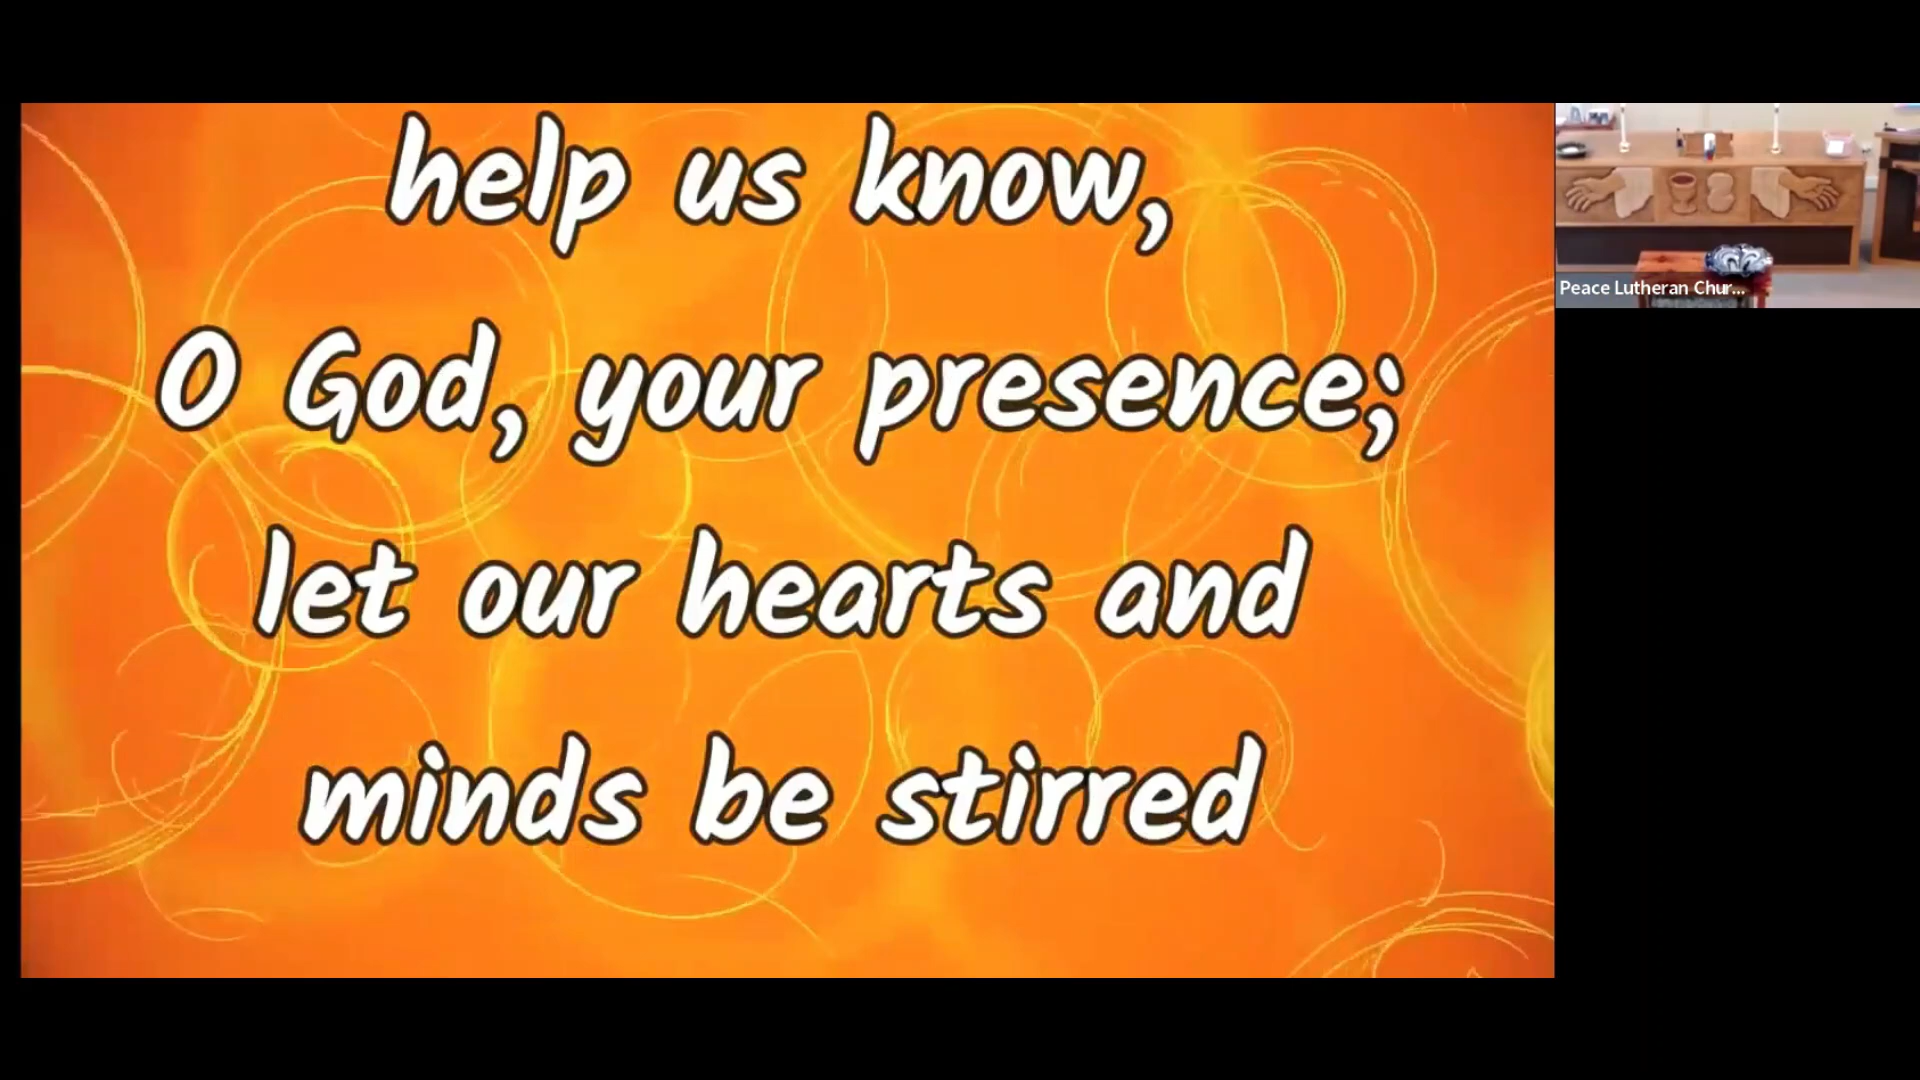 help us know,
O God, your presence;
let our hearts and
minds be stirred
Peace Lutheran Chur...